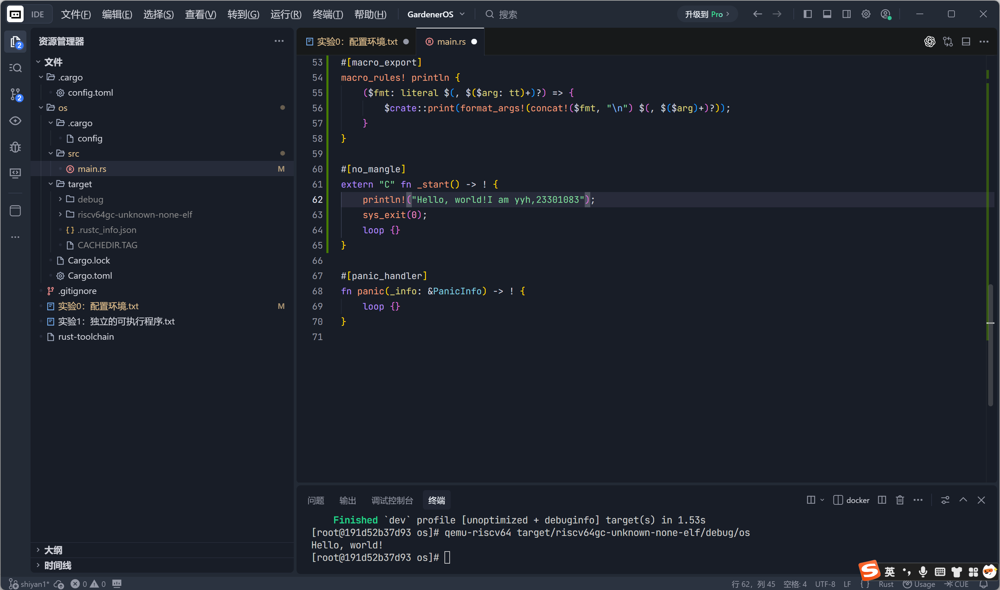 IDE 文件(F) 编辑(E) 选择(S) 查看(V) 转到(G) 运行(R) 终端(T) 帮助(H) GardenerOS 搜索 升级到 Pro
资源管理器
文件
.cargo
config.toml
os
.cargo
config
src
main.rs M
target
debug
riscv64gc-unknown-none-elf
{} .rustc_info.json
CACHEDIR.TAG
Cargo.lock
Cargo.toml
.gitignore
实验0：配置环境.txt M
实验1：独立的可执行程序.txt
rust-toolchain
大纲
时间线
2
2
实验0：配置环境.txt main.rs
53 #[macro_export]
54 macro_rules! println {
55 ($fmt: literal $(, $($arg: tt)+)?) => {
56 $crate::print(format_args!(concat!($fmt, "\n") $(, $($arg)+)?));
57 }
58 }
59
60 #[no_mangle]
61 extern "C" fn _start() -> ! {
62 println!("Hello, world!I am yyh,23301083");
63 sys_exit(0);
64 loop {}
65 }
66
67 #[panic_handler]
68 fn panic(_info: &PanicInfo) -> ! {
69 loop {}
70 }
71
问题 输出 调试控制台 终端 docker
Finished `dev` profile [unoptimized + debuginfo] target(s) in 1.53s
[root@191d52b37d93 os]# qemu-riscv64 target/riscv64gc-unknown-none-elf/debug/os
Hello, world!
[root@191d52b37d93 os]#
英
shiyan1* 0 0 行 62，列 45 空格: 4 UTF-8 LF {} Rust Usage CUE